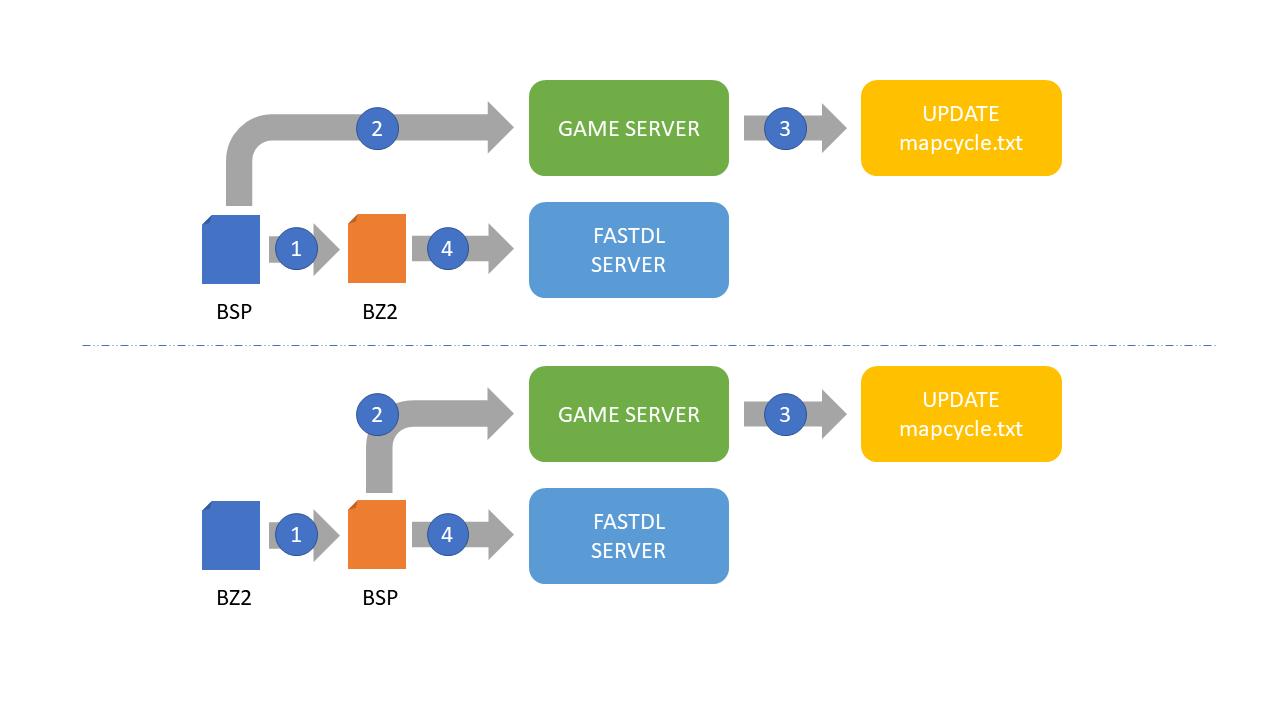 2
GAME SERVER
3
UPDATE
mapcycle.txt
1
4
FASTDL
SERVER
BSP
BZ2
2
GAME SERVER
3
UPDATE
mapcycle.txt
1
4
FASTDL
SERVER
BZ2
BSP